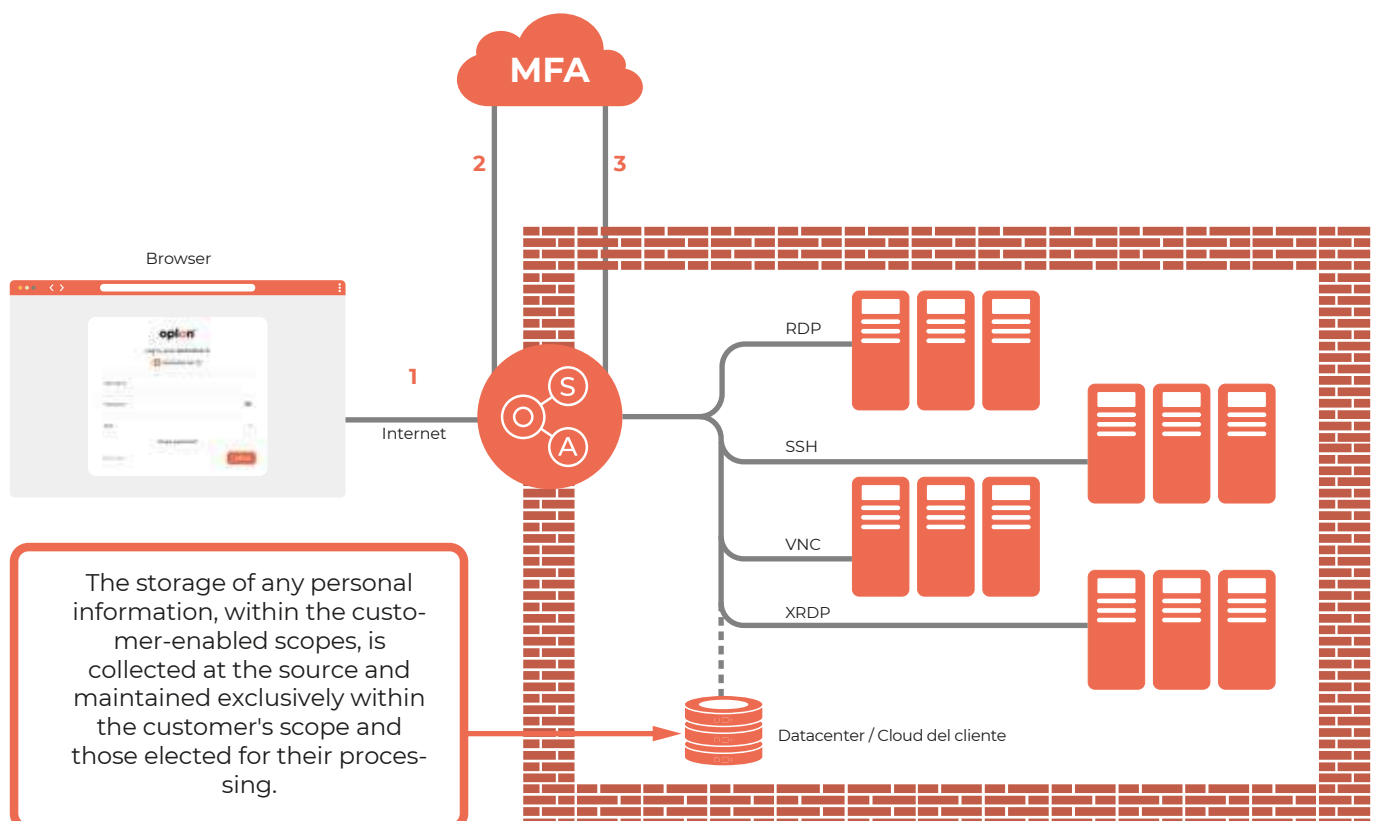 MFA
2
3
Browser
oplon
1
Internet
S
O
A
RDP
SSH
VNC
XRDP
Datacenter / Cloud del cliente
The storage of any personal
information, within the custo-
mer-enabled scopes, is
collected at the source and
maintained exclusively within
the customer's scope and
those elected for their proces-
sing.